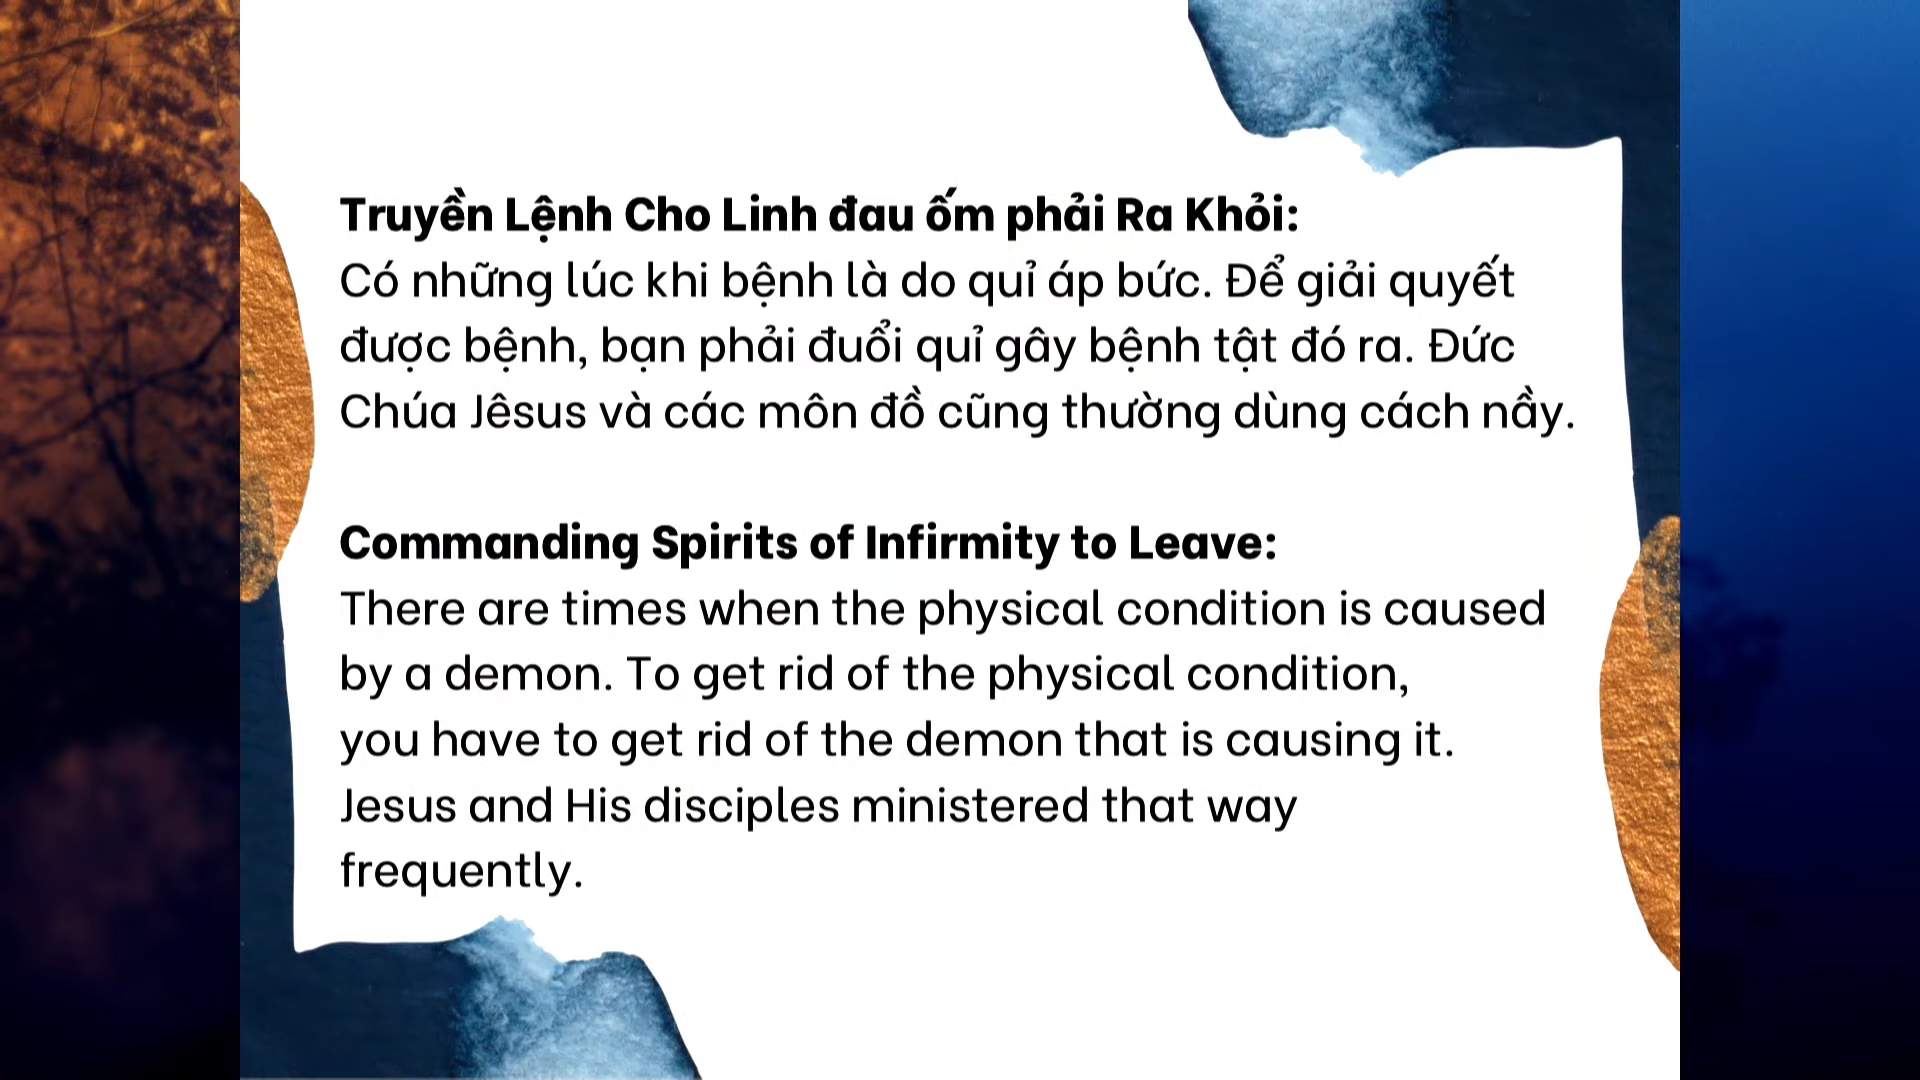 Truyền Lệnh Cho Linh đau ốm phải Ra Khỏi:
Có những lúc khi bệnh là do quỉ áp bức. Để giải quyết
được bệnh, bạn phải đuổi quỉ gây bệnh tật đó ra. Đức
Chúa Jêsus và các môn đồ cũng thường dùng cách nầy.
Commanding Spirits of Infirmity to Leave:
There are times when the physical condition is caused
by a demon. To get rid of the physical condition,
you have to get rid of the demon that is causing it.
Jesus and His disciples ministered that way
frequently.